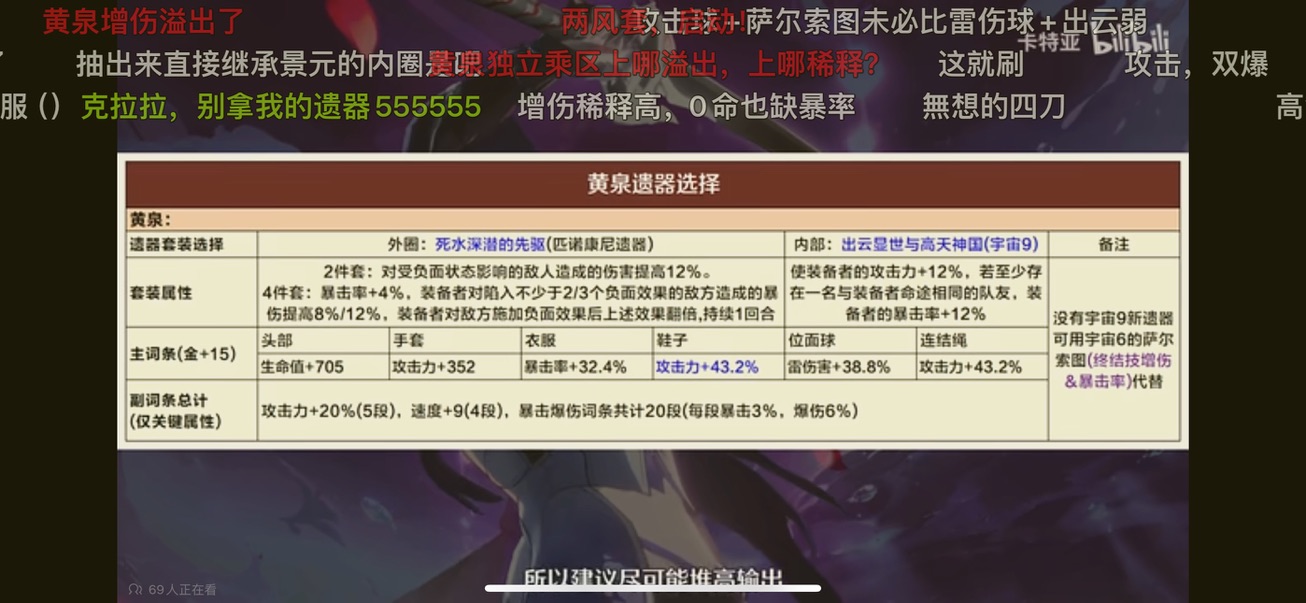 黄泉增伤溢出了
两风套，启动！
攻击球+萨尔索图未必比雷伤球+出云弱
卡特亚 bilibili
抽出来直接继承景元的内圈是吧
黄泉独立乘区上哪溢出，上哪稀释？
这就刷
攻击，双爆
服（）
克拉拉，别拿我的遗器555555
增伤稀释高，0命也缺暴率
無想的四刀
高
黄泉遗器选择
黄泉：
遗器套装选择
外圈：死水深潜的先驱(匹诺康尼遗器)
内部：出云显世与高天神国(宇宙9)
备注
套装属性
2件套：对受负面状态影响的敌人造成的伤害提高12%。
4件套：暴击率+4%，装备者对陷入不少于2/3个负面效果的敌方造成的暴
伤提高8%/12%，装备者对敌方施加负面效果后上述效果翻倍,持续1回合
使装备者的攻击力+12%，若至少存
在一名与装备者命途相同的队友，装
备者的暴击率+12%
没有宇宙9新遗器
可用宇宙6的萨尔
索图(终结技增伤
&暴击率)代替
主词条(金+15)
头部
手套
衣服
鞋子
位面球
连结绳
生命值+705
攻击力+352
暴击率+32.4%
攻击力+43.2%
雷伤害+38.8%
攻击力+43.2%
副词条总计
(仅关键属性)
攻击力+20%(5段)，速度+9(4段)，暴击爆伤词条共计20段(每段暴击3%，爆伤6%)
所以建议尽可能堆高输出
69人正在看